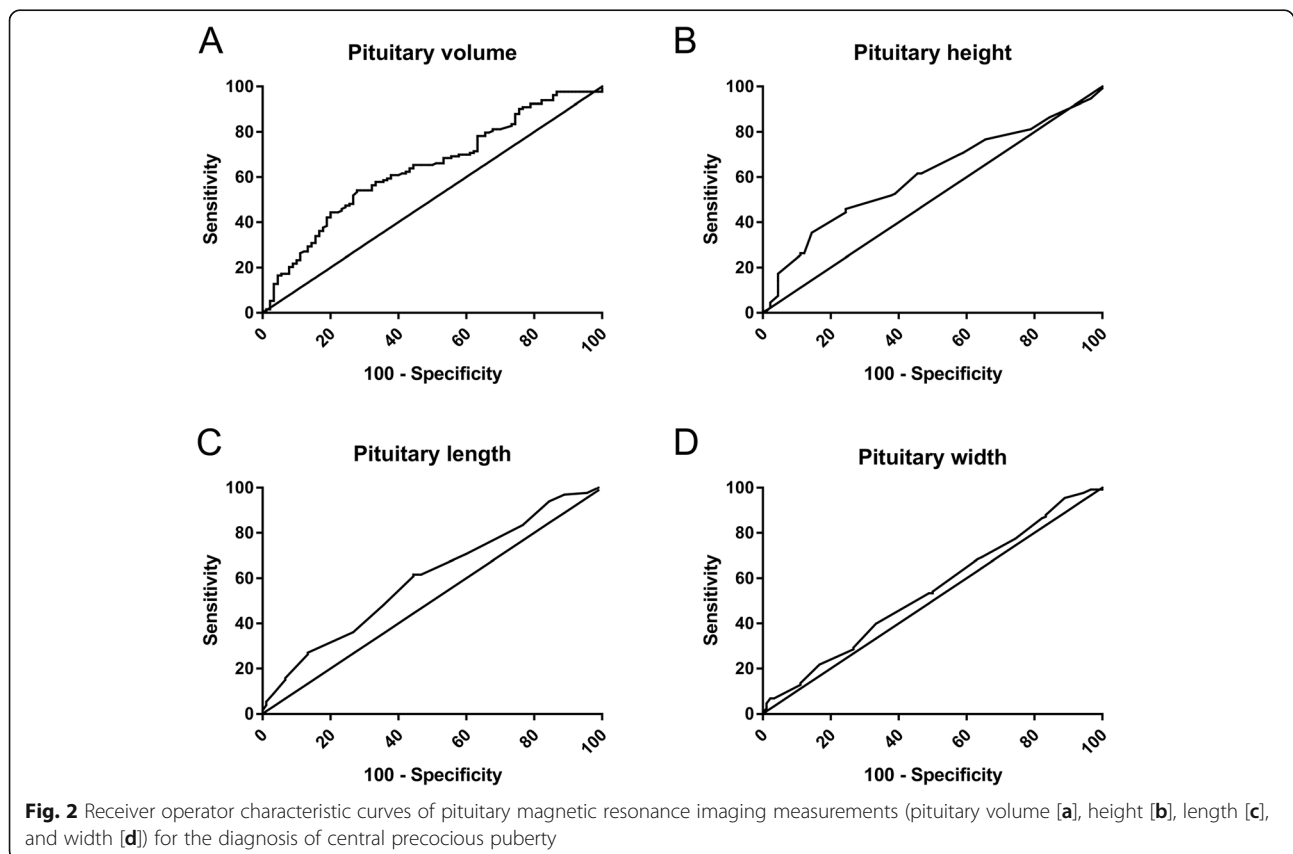 A
Pituitary volume
100
80
60
40
20
0
Sensitivity
0
20
40
60
80
100
100 - Specificity
B
Pituitary height
100
80
60
40
20
0
Sensitivity
0
20
40
60
80
100
100 - Specificity
C
Pituitary length
100
80
60
40
20
0
Sensitivity
0
20
40
60
80
100
100 - Specificity
D
Pituitary width
100
80
60
40
20
0
Sensitivity
0
20
40
60
80
100
100 - Specificity
Fig. 2 Receiver operator characteristic curves of pituitary magnetic resonance imaging measurements (pituitary volume [a], height [b], length [c],
and width [d]) for the diagnosis of central precocious puberty